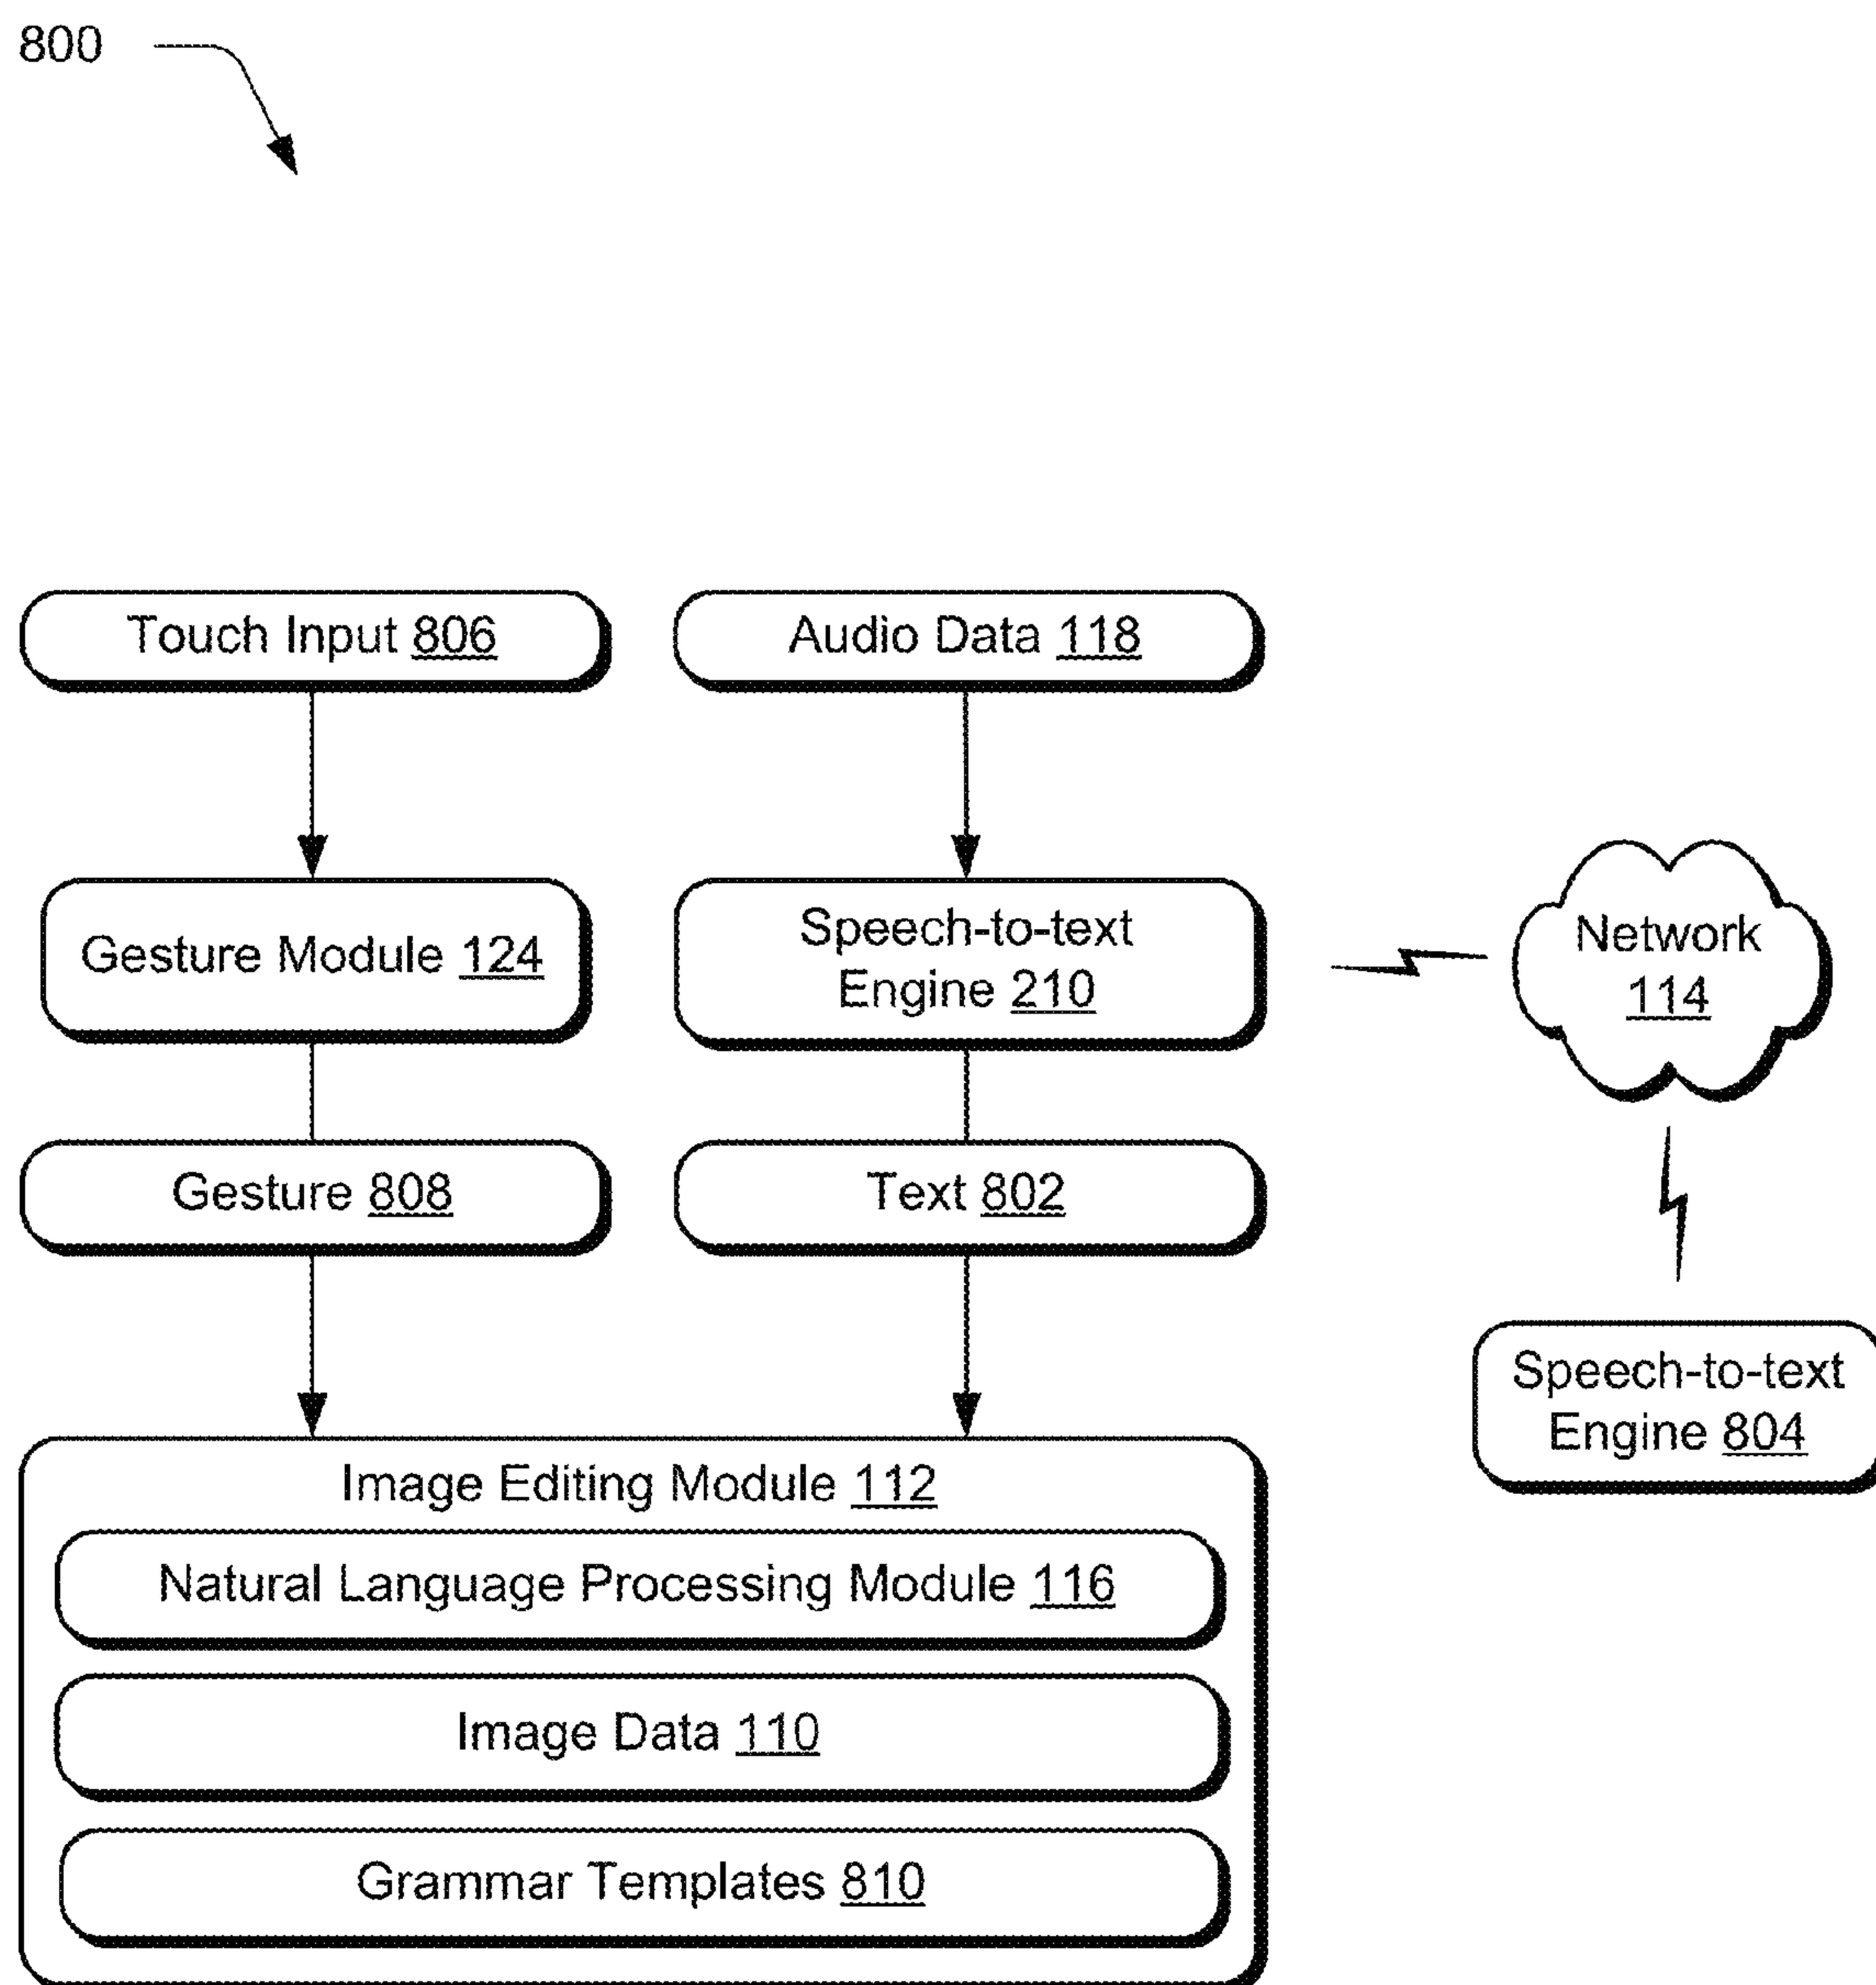 800
Touch Input 806
Audio Data 118
Gesture Module 124
Speech-to-text
Engine 210
Network
114
Gesture 808
Text 802
Speech-to-text
Engine 804
Image Editing Module 112
Natural Language Processing Module 116
Image Data 110
Grammar Templates 810